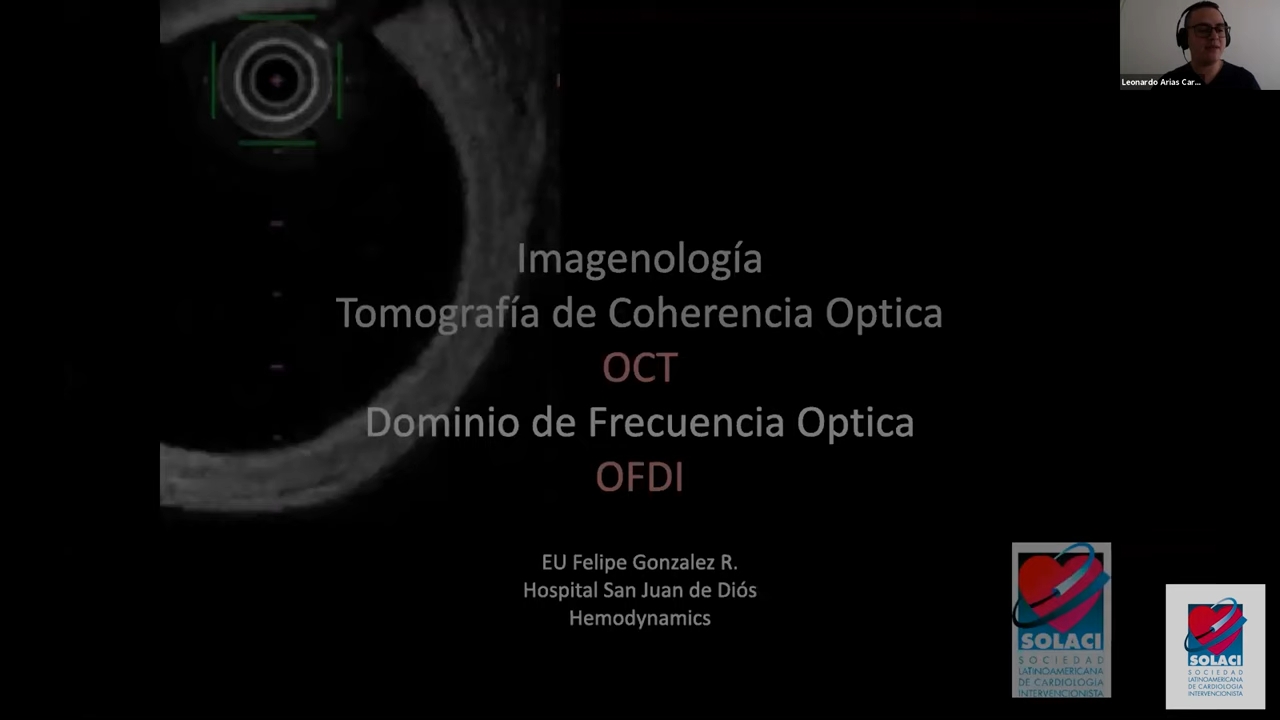 Leonardo Arias Car...
Imagenología
Tomografía de Coherencia Optica
OCT
Dominio de Frecuencia Optica
OFDI
EU Felipe Gonzalez R.
Hospital San Juan de Diós
Hemodynamics
SOLACI
SOCIEDAD
LATINOAMERICANA
DE CARDIOLOGIA
INTERVENCIONISTA
SOLACI
SOCIEDAD
LATINOAMERICANA
DE CARDIOLOGIA
INTERVENCIONISTA